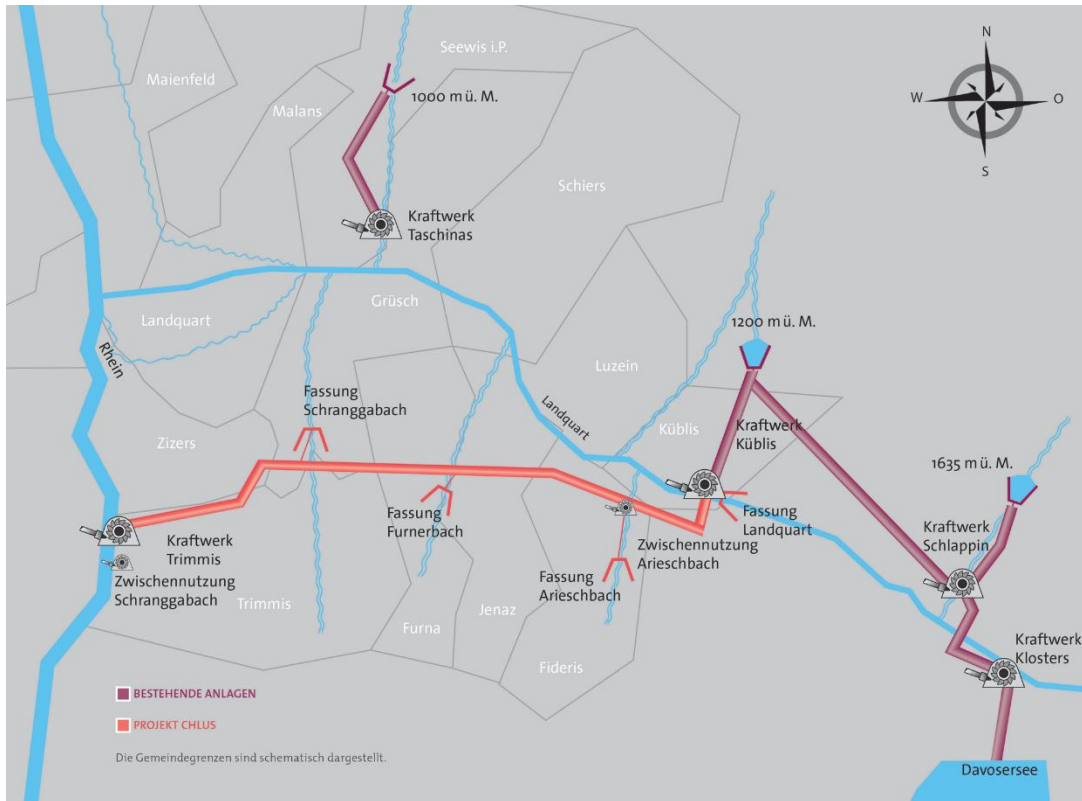 Seewis i.P.
Maienfeld
1000 m ü. M.
Malans
N
W
O
S
Schiers
Kraftwerk
Taschinas
Grüsch
Landquart
1200 m ü. M.
Rhein
Luzein
Fassung
Schranggabach
Landquart
Küblis
Kraftwerk
Küblis
Zizers
1635 m ü. M.
Fassung
Furnerbach
Fassung
Landquart
Kraftwerk
Schlappin
Kraftwerk
Trimmis
Zwischennutzung
Arieschbach
Zwischennutzung
Schranggabach
Fassung
Arieschbach
Trimmis
Jenaz
Furna
Fideris
Kraftwerk
Klosters
BESTEHENDE ANLAGEN
PROJEKT CHLUS
Die Gemeindegrenzen sind schematisch dargestellt.
Davosersee